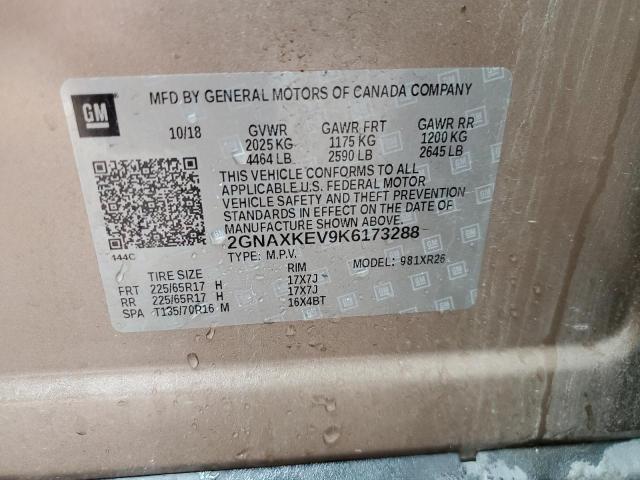 GM
MFD BY GENERAL MOTORS OF CANADA COMPANY
10/18 GVWR GAWR FRT GAWR RR
2025 KG 1175 KG 1200 KG
4464 LB 2590 LB 2645 LB
THIS VEHICLE CONFORMS TO ALL
APPLICABLE U.S. FEDERAL MOTOR
VEHICLE SAFETY AND THEFT PREVENTION
STANDARDS IN EFFECT ON THE DATE OF
MANUFACTURE SHOWN ABOVE.
2GNAXKEV9K6173288
444C
TYPE: M.P.V. MODEL: 981XR26
TIRE SIZE RIM
FRT 225/65R17 H 17X7J
RR 225/65R17 H 17X7J
SPA T135/70R16 M 16X4BT